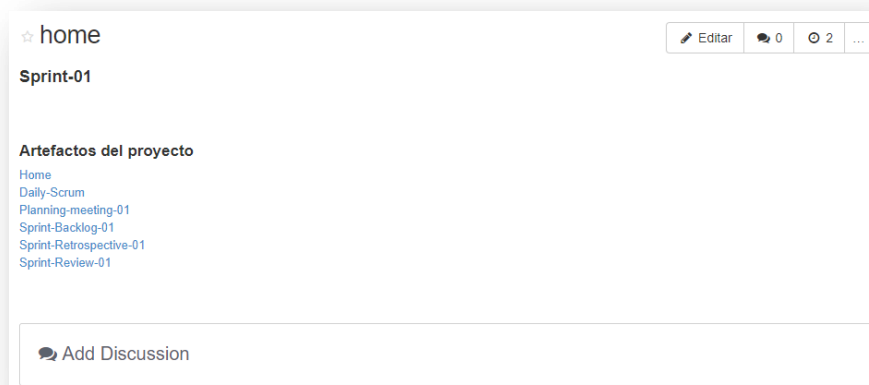 home
Editar 0 2 ...
Sprint-01
Artefactos del proyecto
Home
Daily-Scrum
Planning-meeting-01
Sprint-Backlog-01
Sprint-Retrospective-01
Sprint-Review-01
Add Discussion